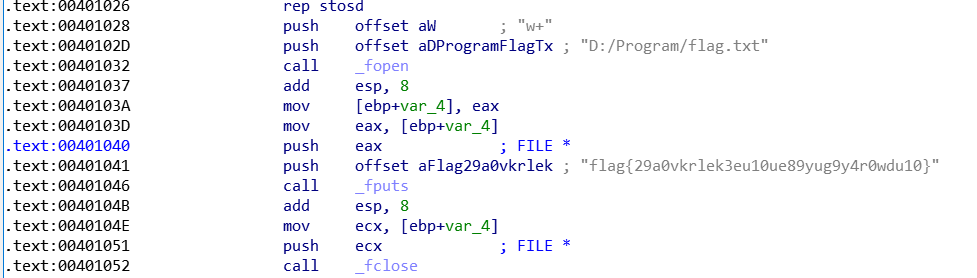 .text:00401026 rep stosd
.text:00401028 push offset aW ; "w+"
.text:0040102D push offset aDProgramFlagTx ; "D:/Program/flag.txt"
.text:00401032 call _fopen
.text:00401037 add esp, 8
.text:0040103A mov [ebp+var_4], eax
.text:0040103D mov eax, [ebp+var_4]
.text:00401040 push eax ; FILE *
.text:00401041 push offset aFlag29a0vkrlek ; "flag{29a0vkrlek3eu10ue89yug9y4r0wdu10}"
.text:00401046 call _fputs
.text:0040104B add esp, 8
.text:0040104E mov ecx, [ebp+var_4]
.text:00401051 push ecx ; FILE *
.text:00401052 call _fclose